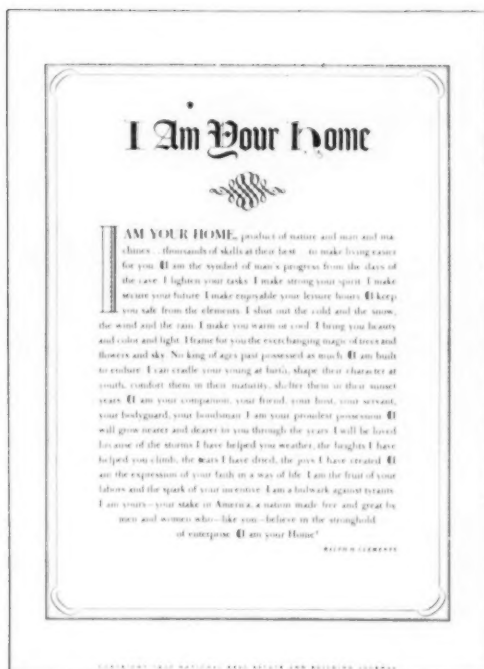 I Am Your Home
I AM YOUR HOME, product of nature and man and ma-
chines . . . thousands of skills at their best . . . to make living easier
for you. ¶ I am the symbol of man's progress from the days of
the cave. I lighten your tasks. I make strong your spirit. I make
secure your future. I make enjoyable your leisure hours. ¶ I keep
you safe from the elements. I shut out the cold and the snow,
the wind and the rain. I make you warm or cool. I bring you beauty
and color and light. I frame for you the everchanging magic of trees and
flowers and sky. No king of ages past possessed as much. ¶ I am built
to endure. I can cradle your young at birth, shape their character at
youth, comfort them in their maturity, shelter them in their sunset
years. ¶ I am your companion, your friend, your host, your servant,
your bodyguard, your bondsman. I am your proudest possession. ¶ I
will grow nearer and dearer to you through the years. I will be loved
because of the storms I have helped you weather, the heights I have
helped you climb, the tears I have dried, the joys I have created. ¶ I
am the expression of your faith in a way of life. I am the fruit of your
labors and the spark of your incentive. I am a bulwark against tyrants.
I am yours—your stake in America, a nation made free and great by
men and women who—like you—believe in the stronghold
of enterprise. ¶ I am your Home!
RALPH W CLEMENTS
COPYRIGHT NATIONAL REAL ESTATE AND BUILDING JOURNAL